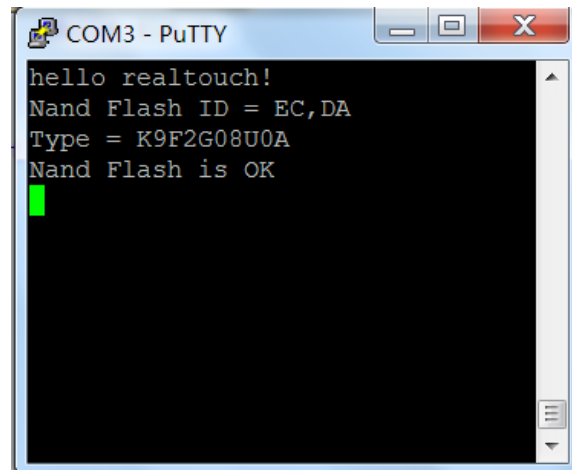 COM3 - PuTTY
hello realtouch!
Nand Flash ID = EC,DA
Type = K9F2G08U0A
Nand Flash is OK